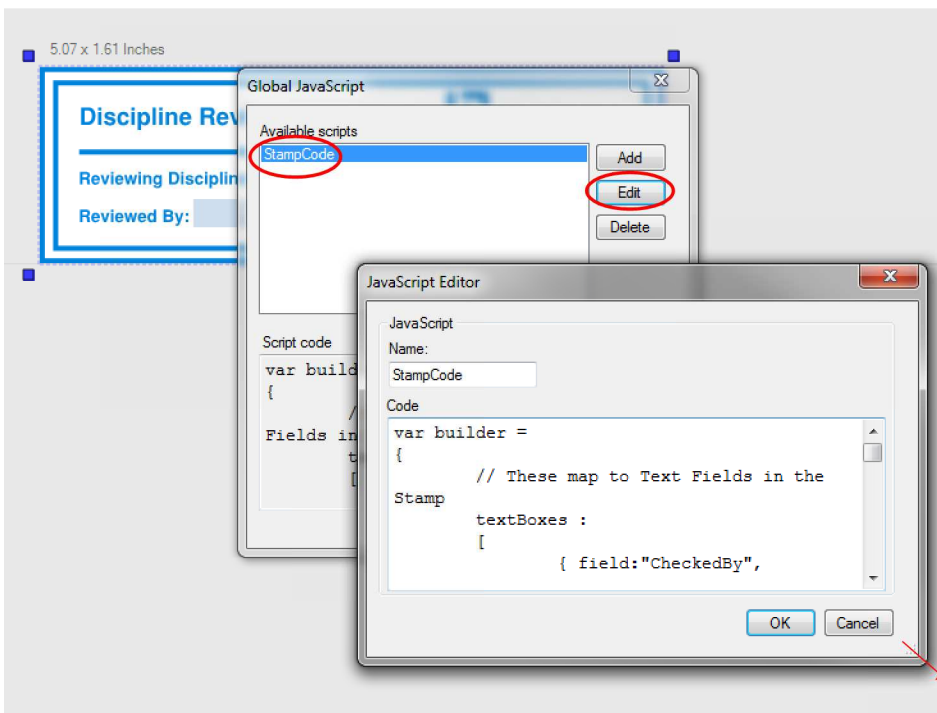 5.07 x 1.61 Inches
Global JavaScript
Discipline Rev
Available scripts
StampCode
Add
Reviewing Disciplin
Edit
Reviewed By:
Delete
JavaScript Editor
JavaScript
Script code
Name:
var build
StampCode
{
/
Code
Fields in
t
[
var builder =
{
// These map to Text Fields in the
Stamp
textBoxes :
[
{ field:"CheckedBy",
OK
Cancel